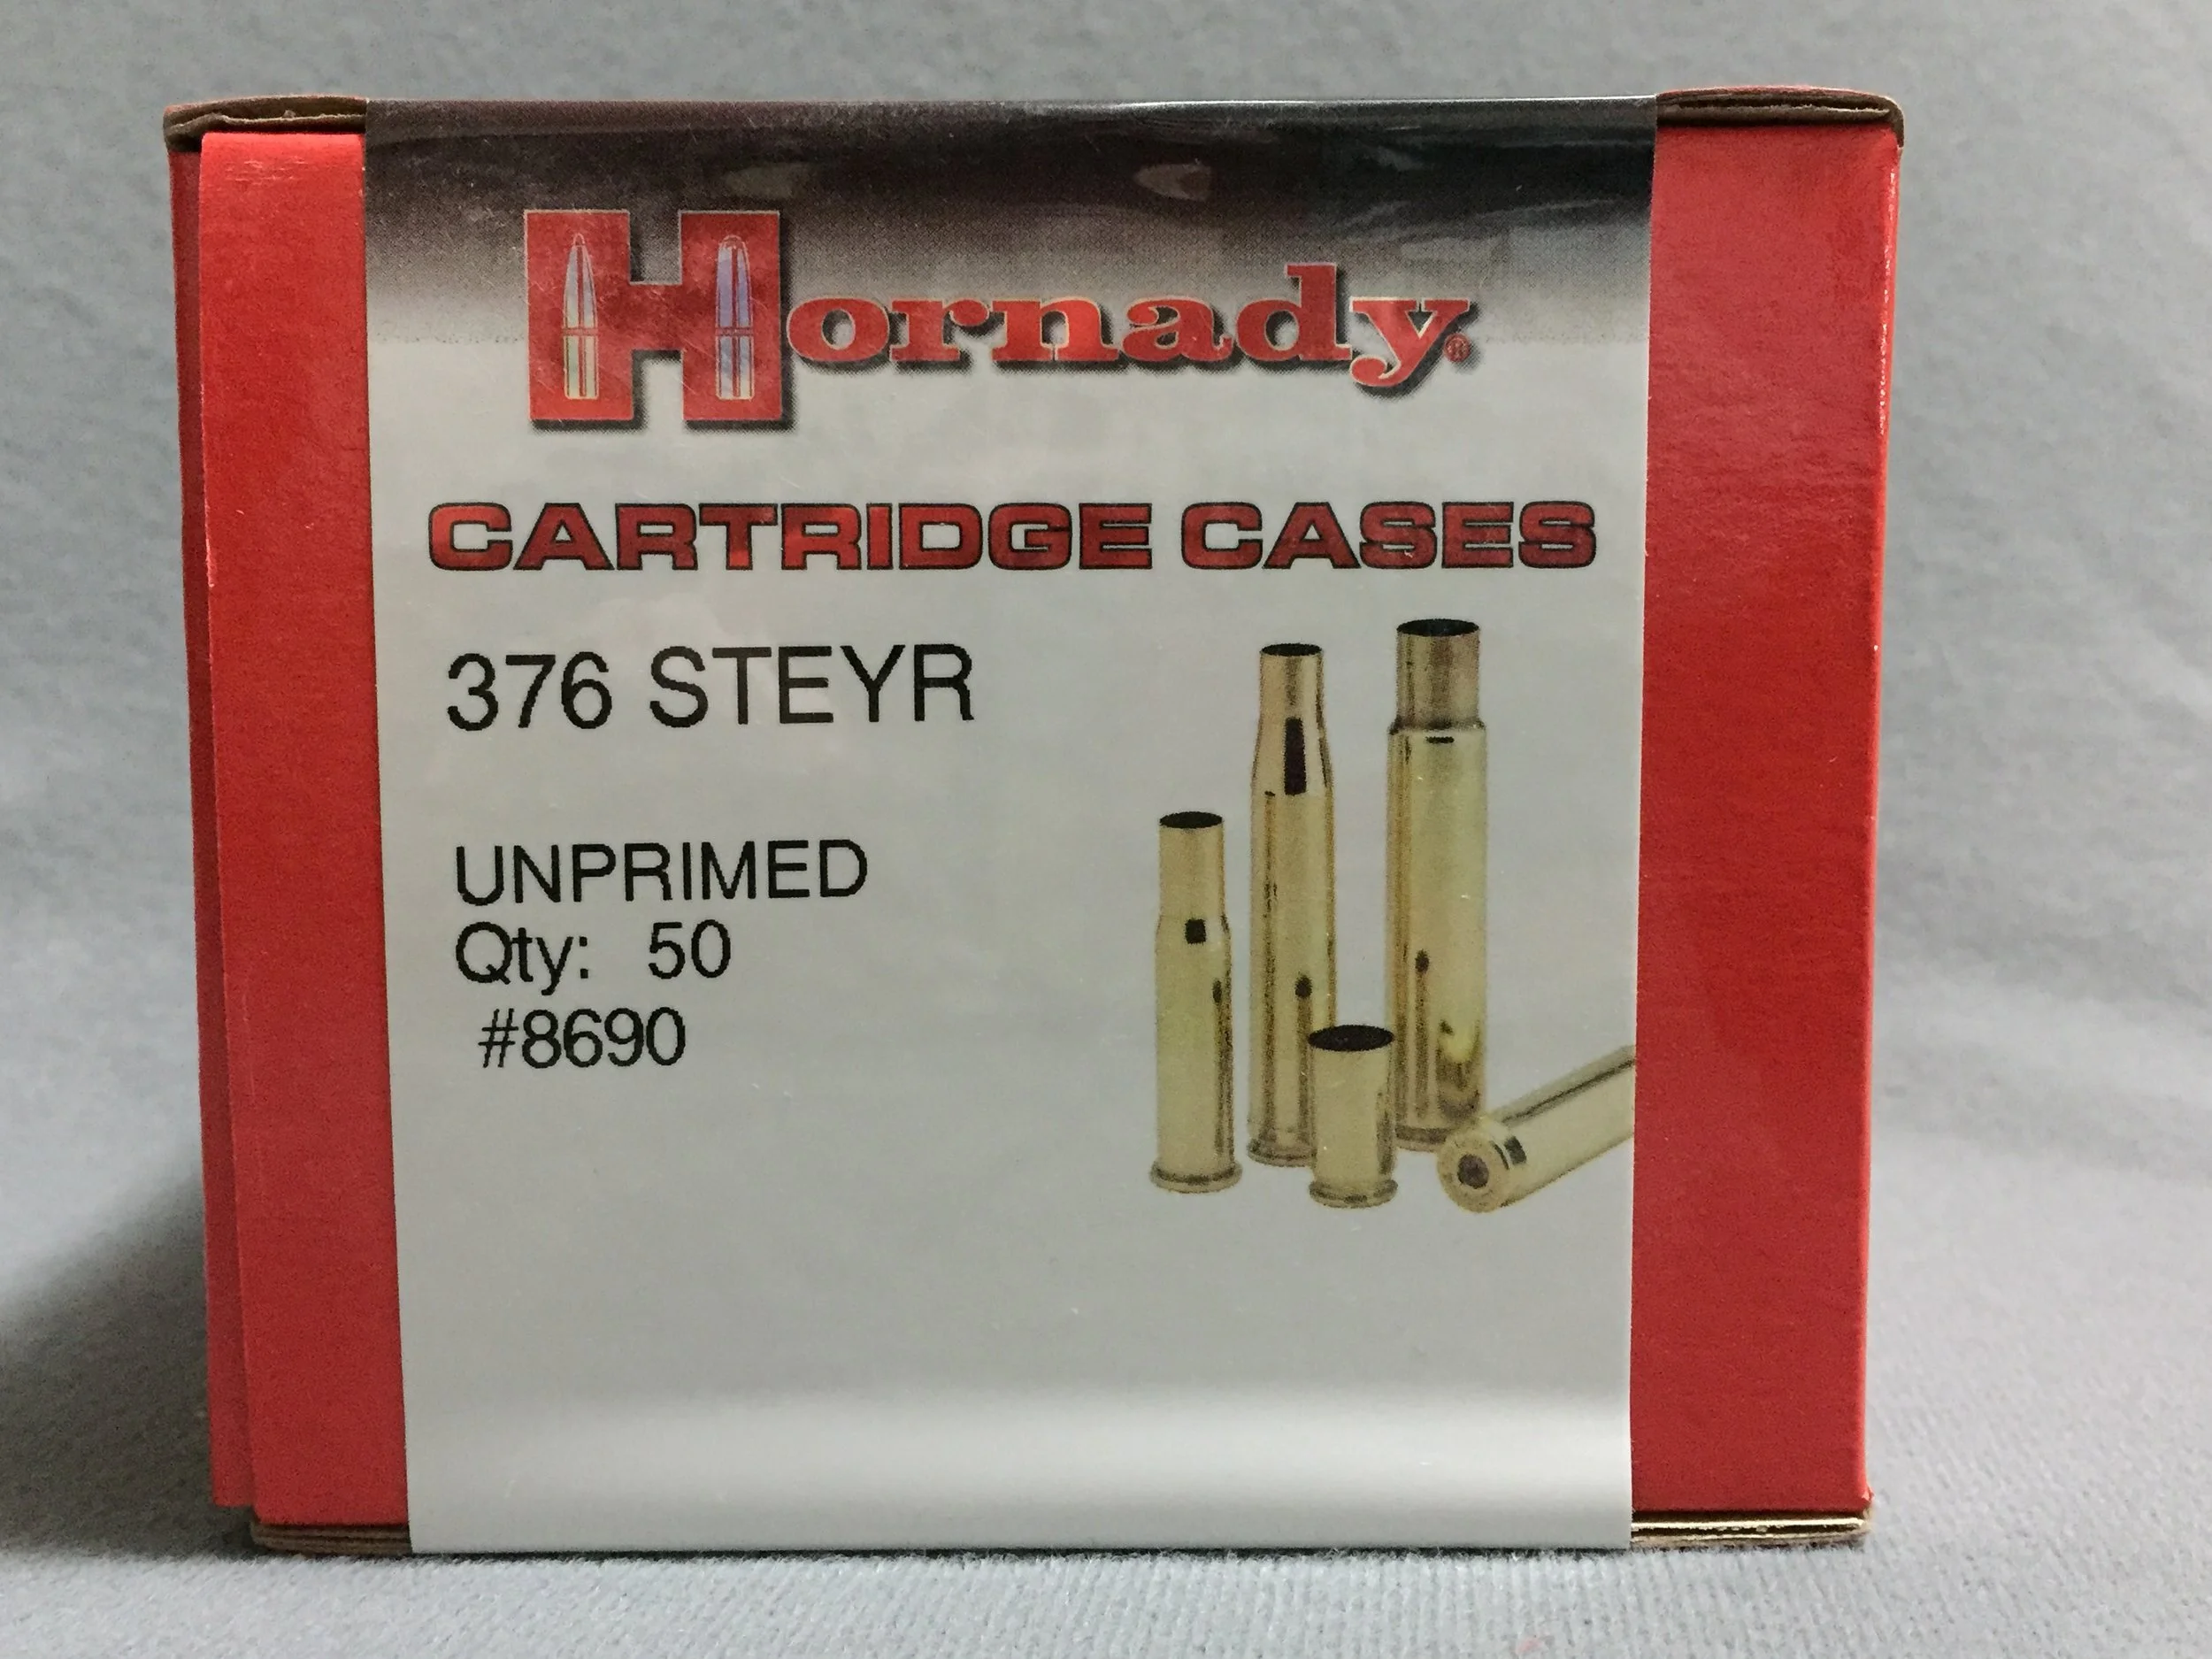 Hornady®
CARTRIDGE CASES
376 STEYR
UNPRIMED
Qty: 50
#8690